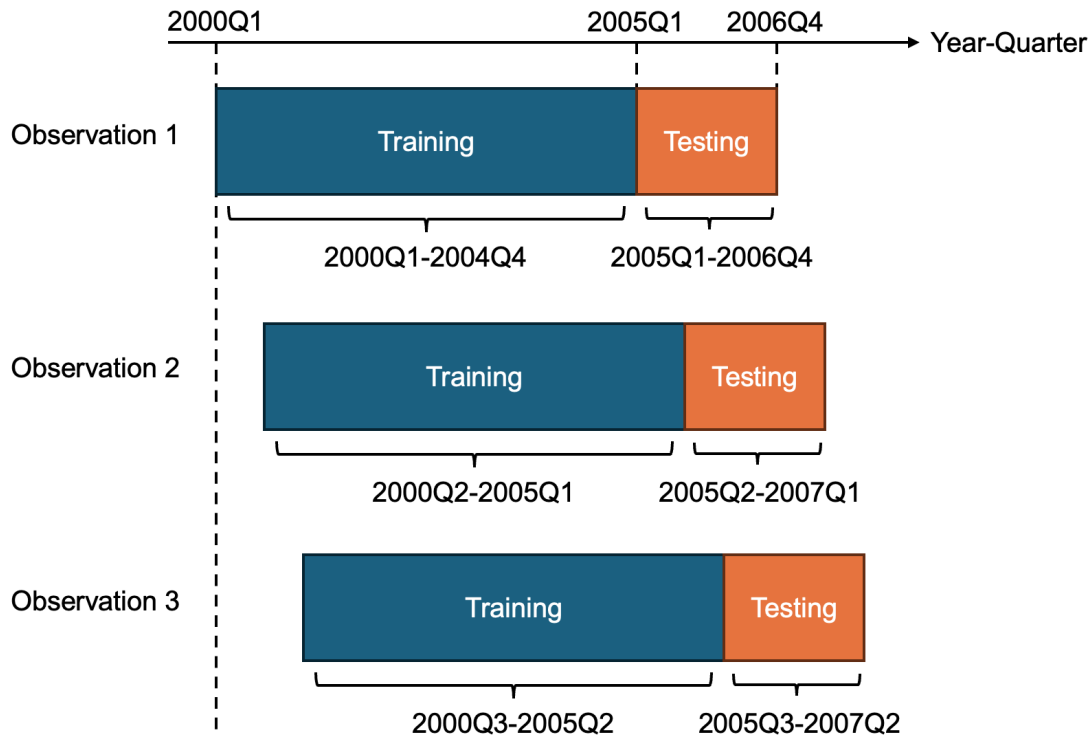 2000Q1 2005Q1 2006Q4
Year-Quarter
Observation 1
Training
Testing
2000Q1-2004Q4
2005Q1-2006Q4
Observation 2
Training
Testing
2000Q2-2005Q1
2005Q2-2007Q1
Observation 3
Training
Testing
2000Q3-2005Q2
2005Q3-2007Q2